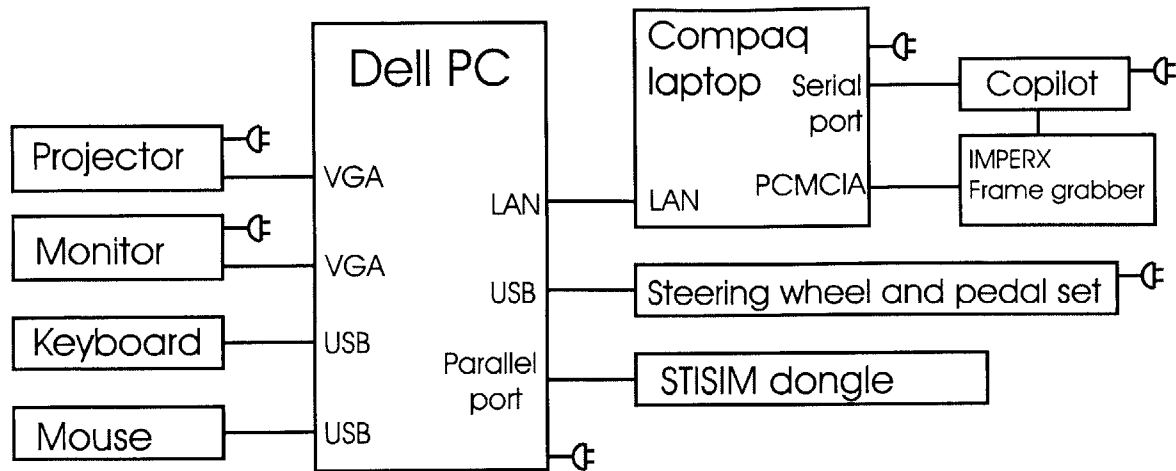 Dell PC
Projector
Monitor
Keyboard
Mouse
VGA
VGA
USB
USB
LAN
USB
Parallel
port
Compaq
laptop
Serial
port
PCMCIA
LAN
Copilot
IMPERX
Frame grabber
Steering wheel and pedal set
STISIM dongle